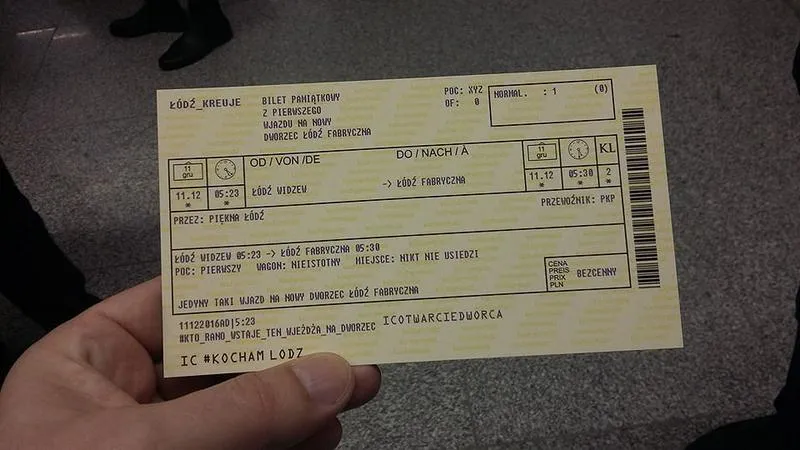 ŁÓDŹ_KREUJE
BILET PAMIĄTKOWY
Z PIERWSZEGO
WJAZDU NA NOWY
DWORZEC ŁÓDŹ FABRYCZNA
POC: XYZ
OF: 0
NORMAL. : 1 (0)
11 gru
OD / VON /DE DO / NACH / À
11 gru
KL
11.12 05:23 ŁÓDŹ WIDZEW -> ŁÓDŹ FABRYCZNA 11.12 05:30 2
* * * * *
PRZEZ: PIĘKNA ŁÓDŹ PRZEWOŹNIK: PKP
ŁÓDŹ WIDZEW 05:23 -> ŁÓDŹ FABRYCZNA 05:30
POC: PIERWSZY WAGON: NIEISTOTNY MIEJSCE: NIKT NIE USIEDZI
CENA
PREIS
PRIX
PLN
BEZCENNY
JEDYNY TAKI WJAZD NA NOWY DWORZEC ŁÓDŹ FABRYCZNA
11122016AD|5:23
#KTO_RANO_WSTAJE_TEN_WJEŻDŻA_NA_DWORZEC ICOTWARCIEDWORCA
IC #KOCHAM LODZ